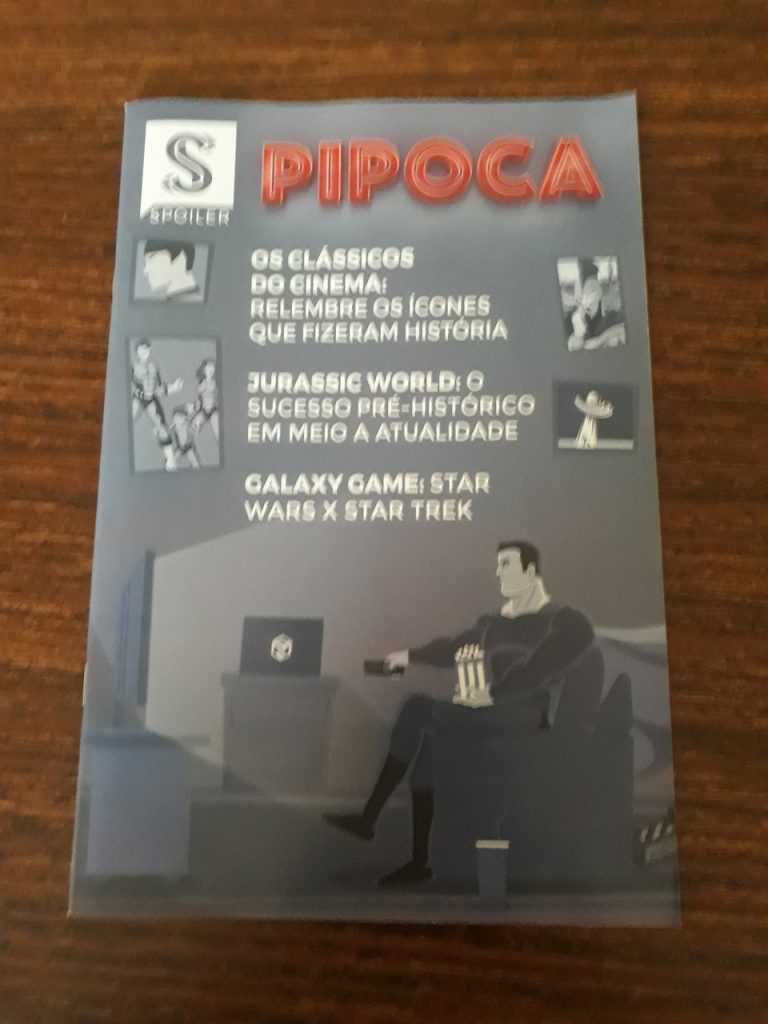 S
SPOILER
PIPOCA
OS CLÁSSICOS
DO CINEMA:
RELEMBRE OS ÍCONES
QUE FIZERAM HISTÓRIA
JURASSIC WORLD: O
SUCESSO PRÉ-HISTÓRICO
EM MEIO A ATUALIDADE
GALAXY GAME: STAR
WARS X STAR TREK